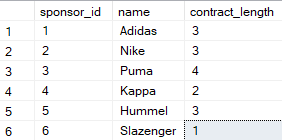 sponsor_id name contract_length
1 1 Adidas 3
2 2 Nike 3
3 3 Puma 4
4 4 Kappa 2
5 5 Hummel 3
6 6 Slazenger 1